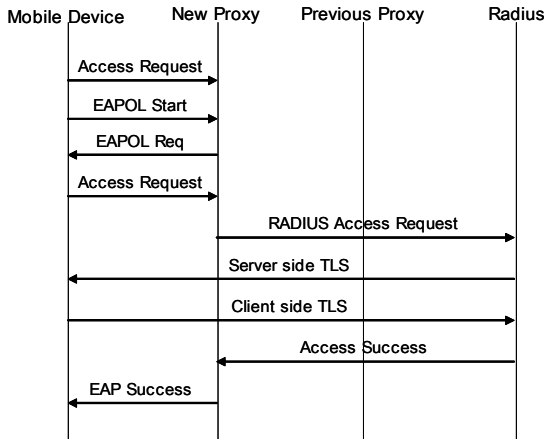 Mobile Device New Proxy Previous Proxy Radius
Access Request
EAPOL Start
EAPOL Req
Access Request
RADIUS Access Request
Server side TLS
Client side TLS
Access Success
EAP Success